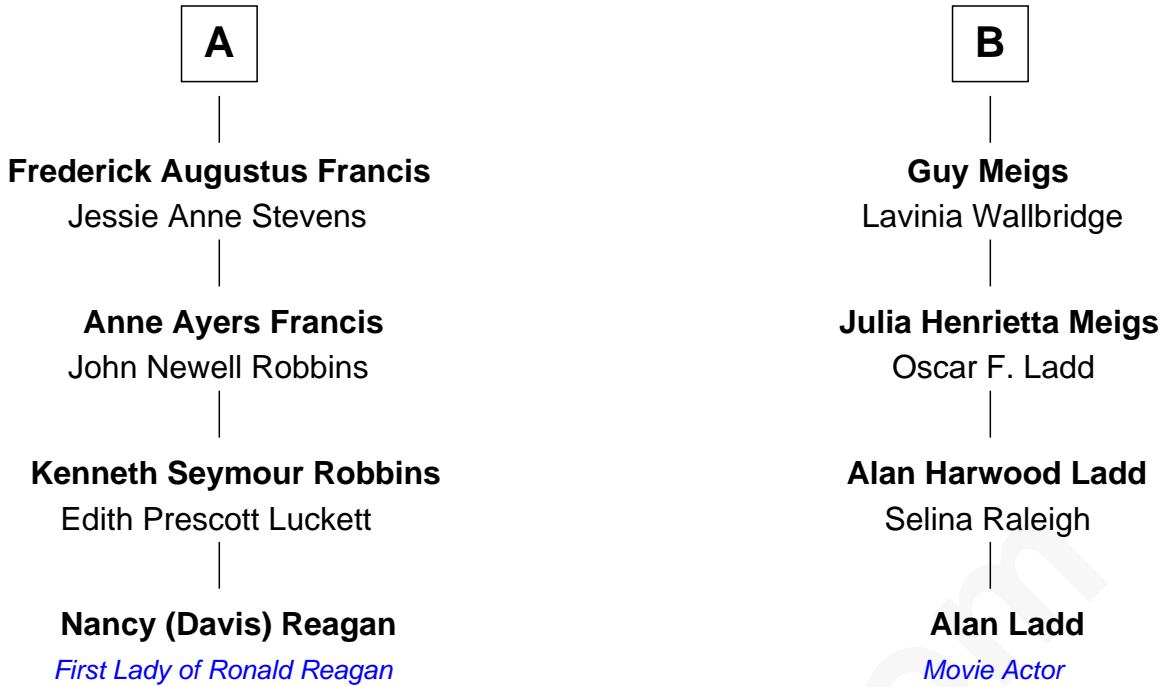 A
Frederick Augustus Francis
Jessie Anne Stevens
Anne Ayers Francis
John Newell Robbins
Kenneth Seymour Robbins
Edith Prescott Luckett
Nancy (Davis) Reagan
First Lady of Ronald Reagan
B
Guy Meigs
Lavinia Wallbridge
Julia Henrietta Meigs
Oscar F. Ladd
Alan Harwood Ladd
Selina Raleigh
Alan Ladd
Movie Actor